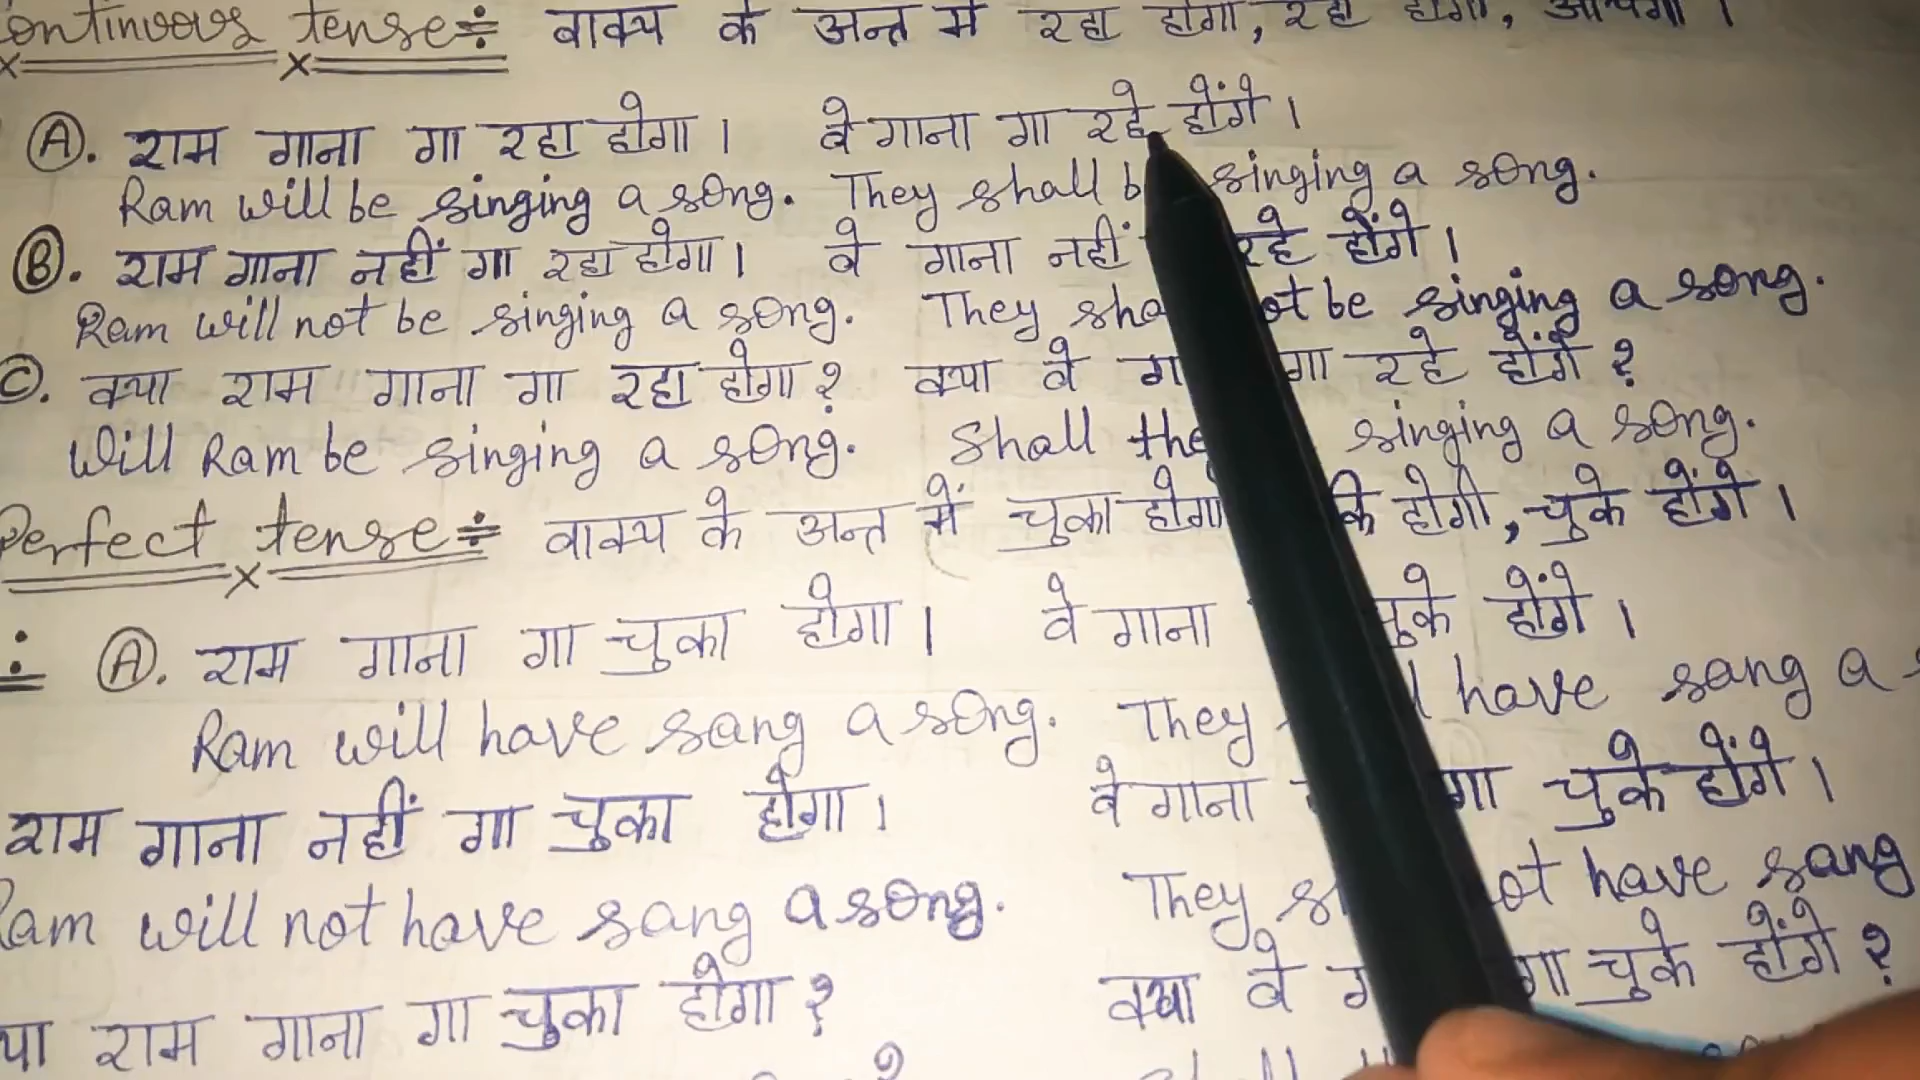 ontinuous tense÷ वाक्य के अन्त में रहा होगा, रही होगी,
Ⓐ. राम गाना गा रहा होगा। वे गाना गा रहे होंगे।
Ram will be singing a song. They shall b singing a song.
Ⓑ. राम गाना नहीं गा रहा होगा। वे गाना नहीं रहे होंगे।
Ram will not be singing a song. They sha ot be singing a song.
Ⓒ. क्या राम गाना गा रहा होगा? क्या वे गा गा रहे होंगे?
Will Ram be singing a song. Shall the singing a song.
Perfect tense÷ वाक्य के अन्त में चुका होगा की होगी, चुके होंगे।
÷ Ⓐ. राम गाना गा चुका होगा। वे गाना चुके होंगे।
Ram will have sang a song. They l have sang a
राम गाना नहीं गा चुका होगा। वे गाना गा चुके होंगे।
am will not have sang a song. They s ot have sang
या राम गाना गा चुका होगा? क्या वे ग गा चुके होंगे?